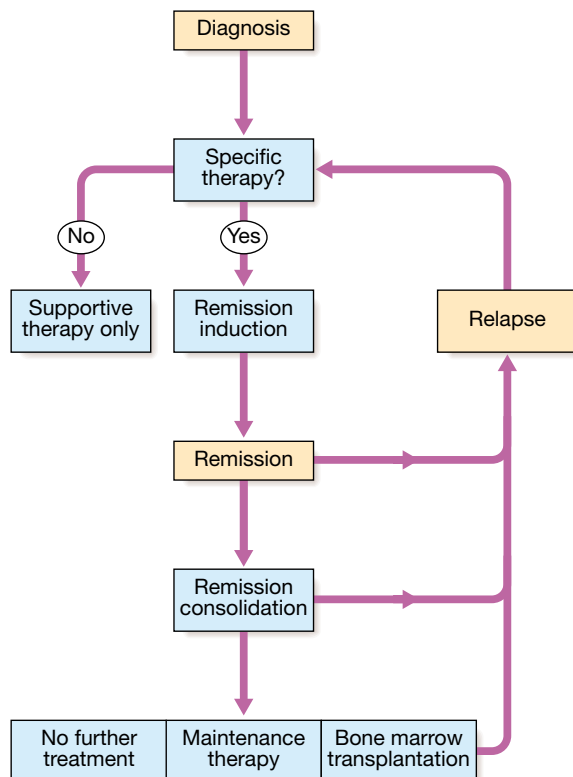 Diagnosis
Specific
therapy?
No
Yes
Supportive
therapy only
Remission
induction
Relapse
Remission
Remission
consolidation
No further
treatment
Maintenance
therapy
Bone marrow
transplantation